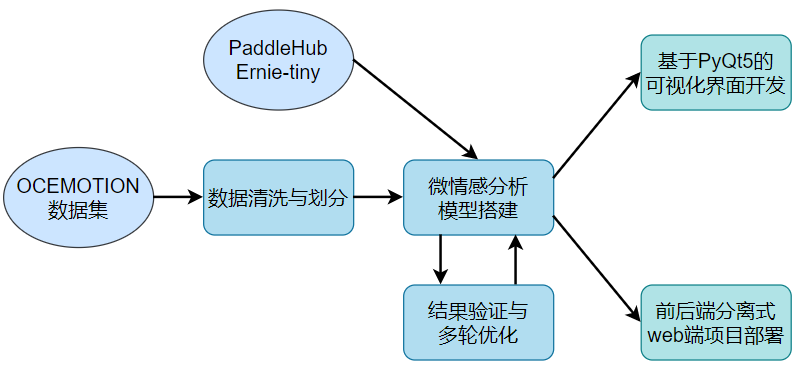 PaddleHub
Ernie-tiny
基于PyQt5的
可视化界面开发
OCEMOTION
数据集
数据清洗与划分
微情感分析
模型搭建
结果验证与
多轮优化
前后端分离式
web端项目部署